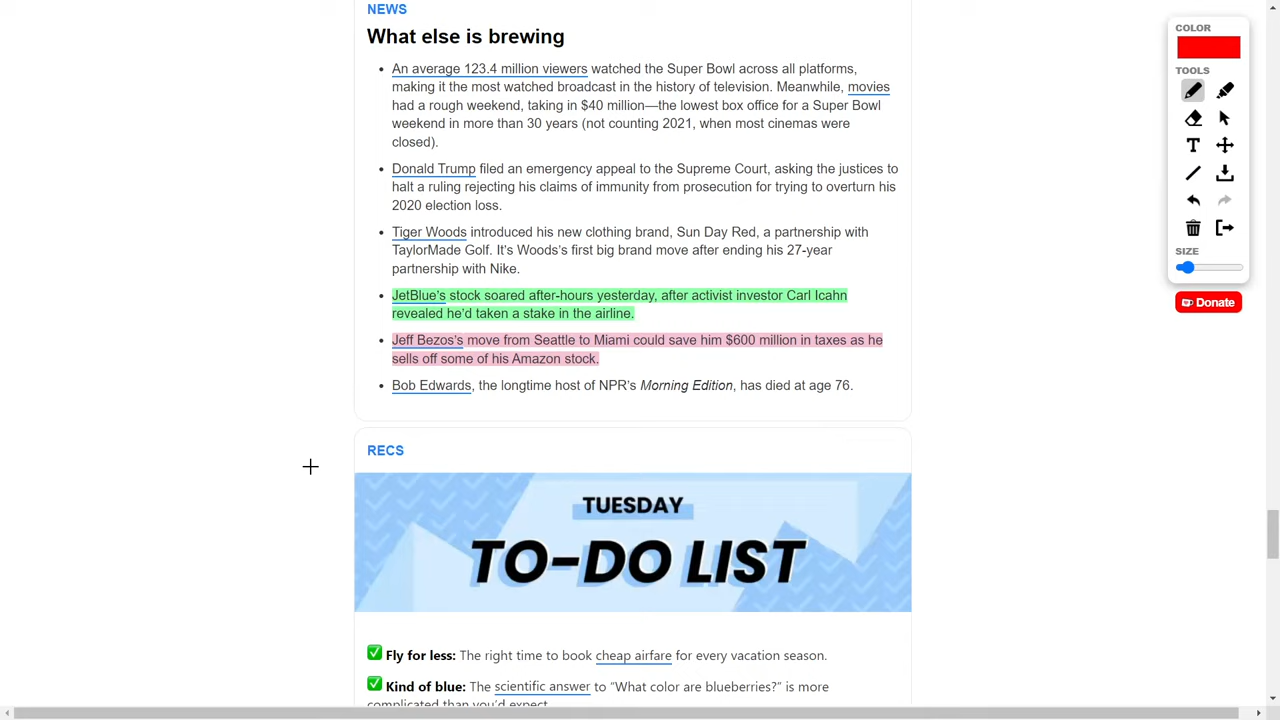 NEWS
What else is brewing
An average 123.4 million viewers watched the Super Bowl across all platforms,
making it the most watched broadcast in the history of television. Meanwhile, movies
had a rough weekend, taking in $40 million—the lowest box office for a Super Bowl
weekend in more than 30 years (not counting 2021, when most cinemas were
closed).
Donald Trump filed an emergency appeal to the Supreme Court, asking the justices to
halt a ruling rejecting his claims of immunity from prosecution for trying to overturn his
2020 election loss.
Tiger Woods introduced his new clothing brand, Sun Day Red, a partnership with
TaylorMade Golf. It’s Woods’s first big brand move after ending his 27-year
partnership with Nike.
JetBlue’s stock soared after-hours yesterday, after activist investor Carl Icahn
revealed he’d taken a stake in the airline.
Jeff Bezos’s move from Seattle to Miami could save him $600 million in taxes as he
sells off some of his Amazon stock.
Bob Edwards, the longtime host of NPR’s Morning Edition, has died at age 76.
RECS
TUESDAY
TO-DO LIST
Fly for less: The right time to book cheap airfare for every vacation season.
Kind of blue: The scientific answer to “What color are blueberries?” is more
complicated than you’d expect.
COLOR
TOOLS
T
SIZE
Donate